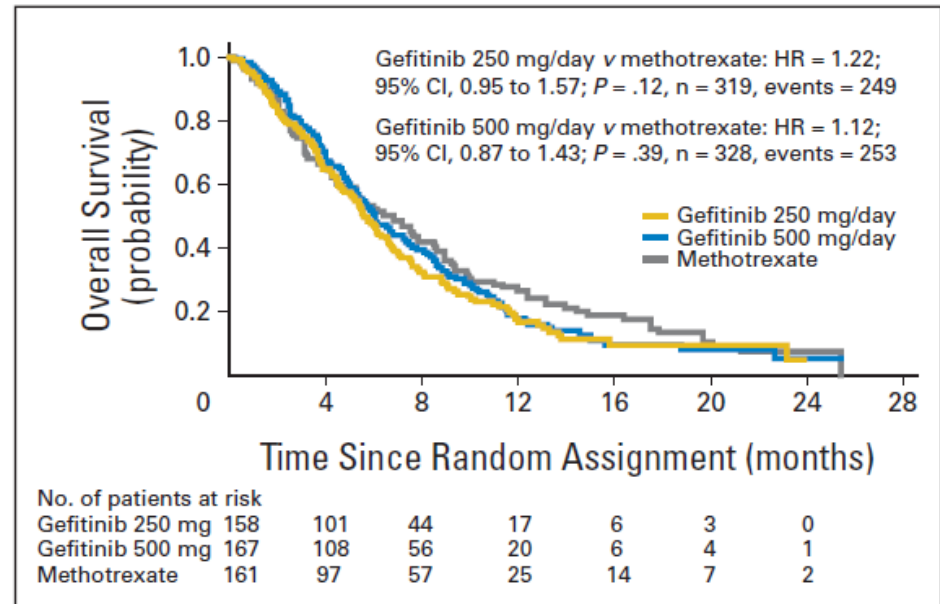 Gefitinib 250 mg/day v methotrexate: HR = 1.22;
95% CI, 0.95 to 1.57; P = .12, n = 319, events = 249
Gefitinib 500 mg/day v methotrexate: HR = 1.12;
95% CI, 0.87 to 1.43; P = .39, n = 328, events = 253
Gefitinib 250 mg/day
Gefitinib 500 mg/day
Methotrexate
Overall Survival
(probability)
1.0
0.8
0.6
0.4
0.2
0 4 8 12 16 20 24 28
Time Since Random Assignment (months)
No. of patients at risk
Gefitinib 250 mg 158 101 44 17 6 3 0
Gefitinib 500 mg 167 108 56 20 6 4 1
Methotrexate 161 97 57 25 14 7 2